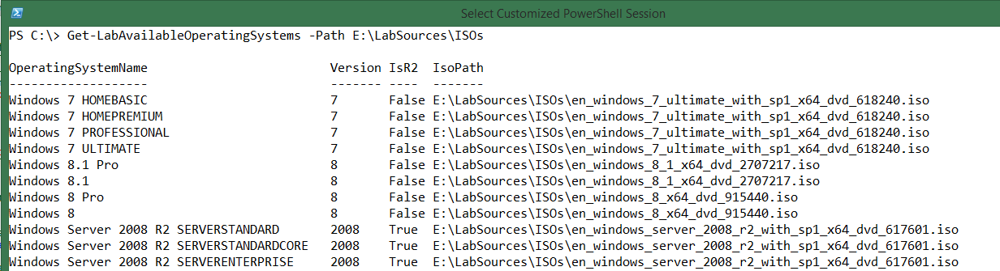 Select Customized PowerShell Session
PS C:\> Get-LabAvailableOperatingSystems -Path E:\LabSources\ISOs
OperatingSystemName Version IsR2 IsoPath
------------------- ------- ---- -------
Windows 7 HOMEBASIC 7 False E:\LabSources\ISOs\en_windows_7_ultimate_with_sp1_x64_dvd_618240.iso
Windows 7 HOMEPREMIUM 7 False E:\LabSources\ISOs\en_windows_7_ultimate_with_sp1_x64_dvd_618240.iso
Windows 7 PROFESSIONAL 7 False E:\LabSources\ISOs\en_windows_7_ultimate_with_sp1_x64_dvd_618240.iso
Windows 7 ULTIMATE 7 False E:\LabSources\ISOs\en_windows_7_ultimate_with_sp1_x64_dvd_618240.iso
Windows 8.1 Pro 8 False E:\LabSources\ISOs\en_windows_8_1_x64_dvd_2707217.iso
Windows 8.1 8 False E:\LabSources\ISOs\en_windows_8_1_x64_dvd_2707217.iso
Windows 8 Pro 8 False E:\LabSources\ISOs\en_windows_8_x64_dvd_915440.iso
Windows 8 8 False E:\LabSources\ISOs\en_windows_8_x64_dvd_915440.iso
Windows Server 2008 R2 SERVERSTANDARD 2008 True E:\LabSources\ISOs\en_windows_server_2008_r2_with_sp1_x64_dvd_617601.iso
Windows Server 2008 R2 SERVERSTANDARDCORE 2008 True E:\LabSources\ISOs\en_windows_server_2008_r2_with_sp1_x64_dvd_617601.iso
Windows Server 2008 R2 SERVERENTERPRISE 2008 True E:\LabSources\ISOs\en_windows_server_2008_r2_with_sp1_x64_dvd_617601.iso